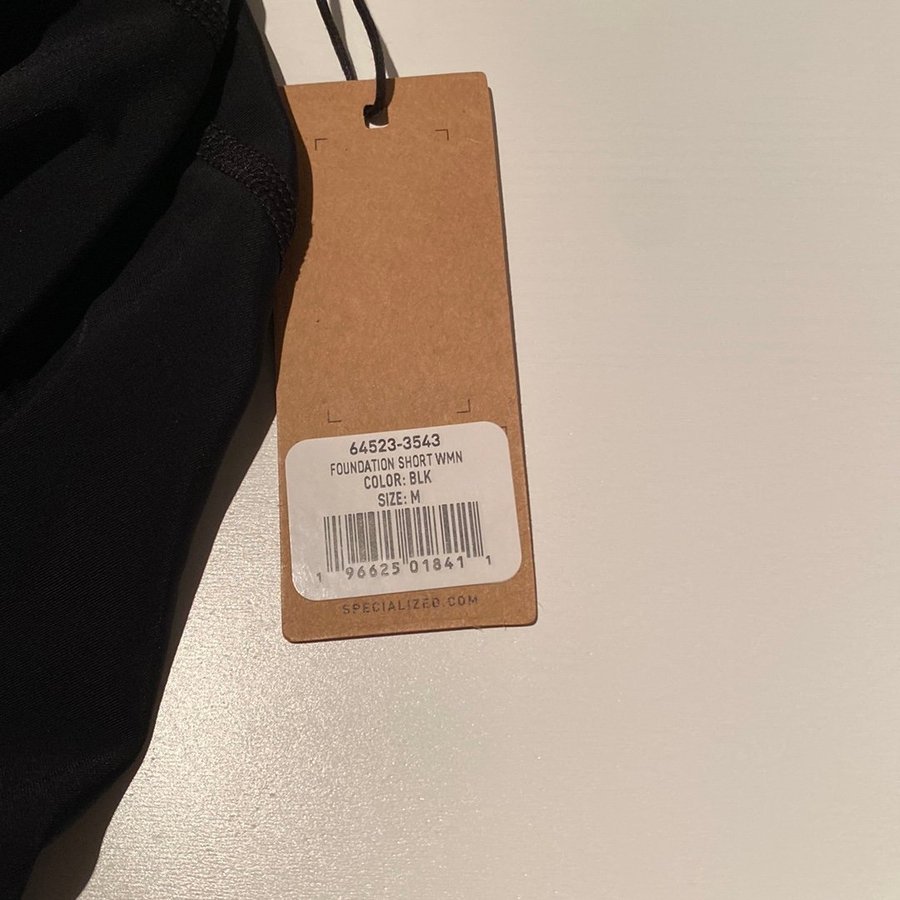 64523-3543
FOUNDATION SHORT WMN
COLOR: BLK
SIZE: M
1 96625 01841 1
SPECIALIZED.COM